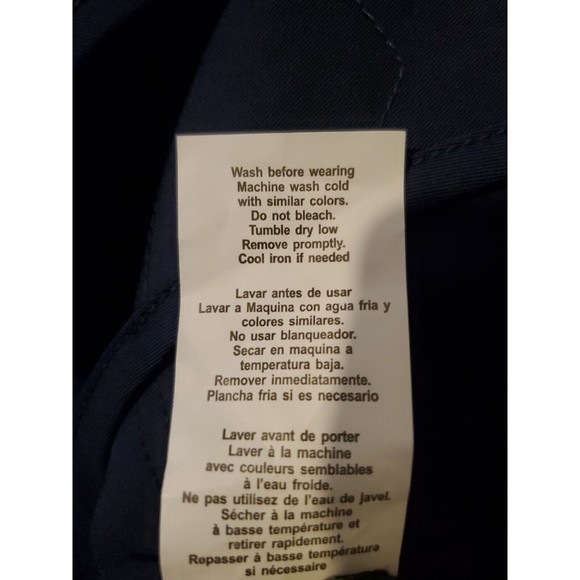 Wash before wearing
Machine wash cold
with similar colors.
Do not bleach.
Tumble dry low
Remove promptly.
Cool iron if needed
Lavar antes de usar
Lavar a Maquina con agua fria y
colores similares.
No usar blanqueador.
Secar en maquina a
temperatura baja.
Remover inmediatamente.
Plancha fria si es necesario
Laver avant de porter
Laver à la machine
avec couleurs semblables
à l'eau froide.
Ne pas utilisez de l'eau de javel.
Sécher à la machine
à basse température et
retirer rapidement.
Repasser à basse température
si nécessaire